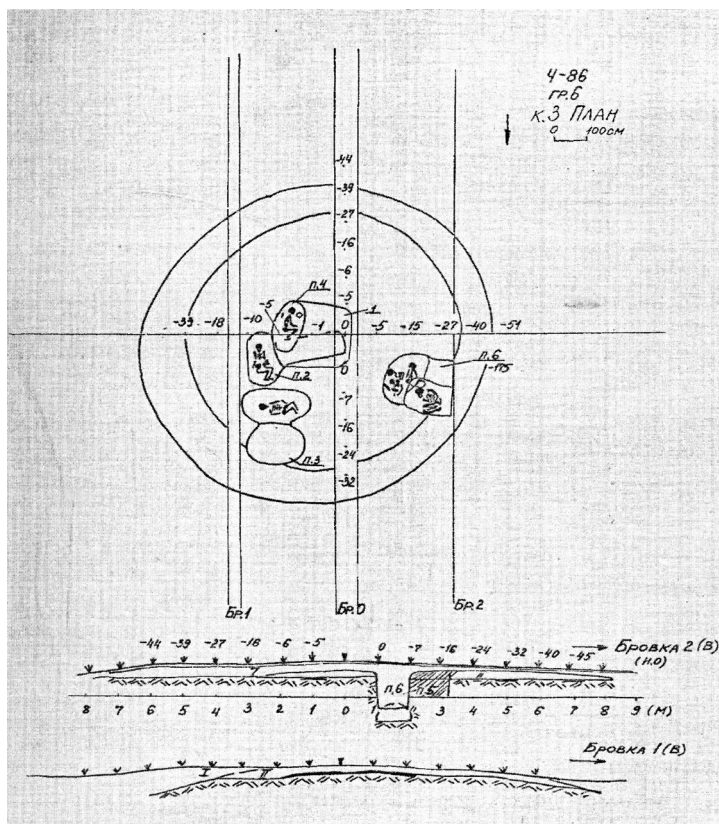 Ч-86
ГР.6
К.3 ПЛАН
0 100СМ
-44
-39
-27
-16
-6
-5
п.4
-39 -18 -10 -5 -1 0 1 -5 -15 -27 -40 -51
п.2
п.6
-175
0
-7
-16
п.3
-24
-32
БР.1 БР.0 БР.2
-44 -39 -27 -16 -6 -5 0 -7 -16 -24 -32 -40 -45 БРОВКА 2 (В)
(Н.О)
п.6 п.5 II
8 7 6 5 4 3 2 1 0 1 3 4 5 6 7 8 9 (М)
БРОВКА 1 (В)
I II